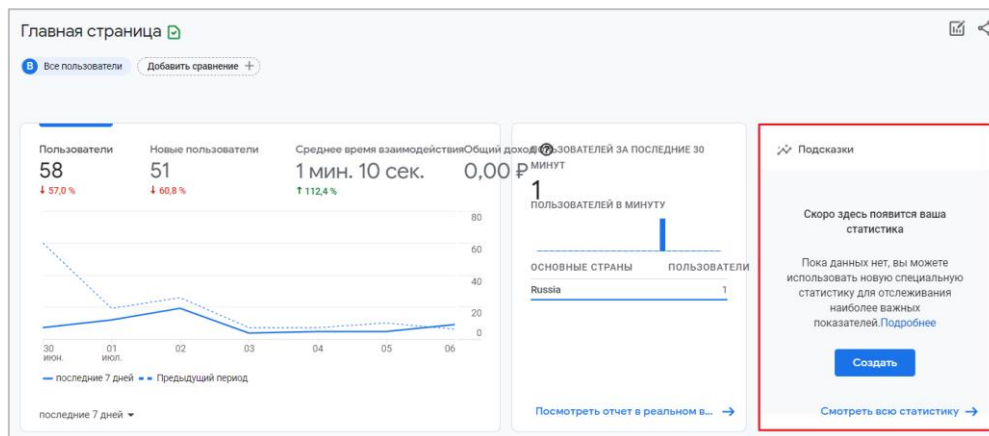 Главная страница
В Все пользователи Добавить сравнение +
Пользователи
58
↓ 57,0 %
Новые пользователи
51
↓ 60,8 %
Среднее время взаимодействия
1 мин. 10 сек.
↑ 112,4 %
Общий доход
0,00 ₽
80
60
40
20
0
30 июн.
01 июл.
02
03
04
05
06
последние 7 дней Предыдущий период
последние 7 дней
ПОЛЬЗОВАТЕЛЕЙ ЗА ПОСЛЕДНИЕ 30
МИНУТ
1
ПОЛЬЗОВАТЕЛЕЙ В МИНУТУ
ОСНОВНЫЕ СТРАНЫ ПОЛЬЗОВАТЕЛИ
Russia 1
Посмотреть отчет в реальном в... →
Подсказки
Скоро здесь появится ваша
статистика
Пока данных нет, вы можете
использовать новую специальную
статистику для отслеживания
наиболее важных
показателей.Подробнее
Создать
Смотреть всю статистику →